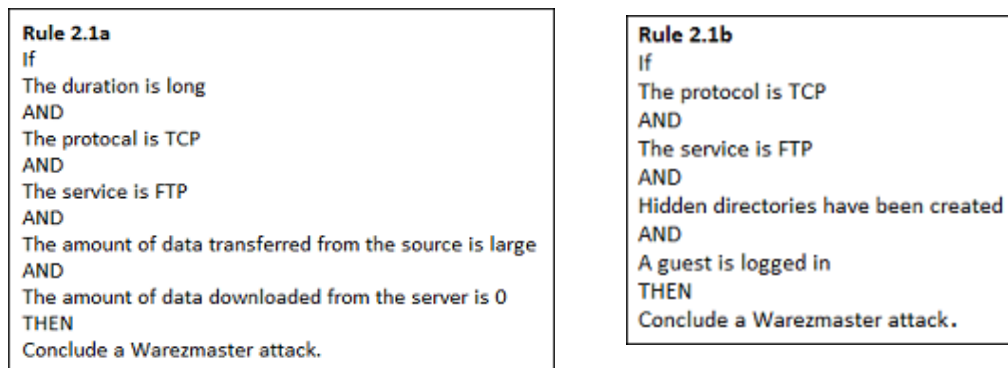 Rule 2.1a
If
The duration is long
AND
The protocal is TCP
AND
The service is FTP
AND
The amount of data transferred from the source is large
AND
The amount of data downloaded from the server is 0
THEN
Conclude a Warezmaster attack.
Rule 2.1b
If
The protocol is TCP
AND
The service is FTP
AND
Hidden directories have been created
AND
A guest is logged in
THEN
Conclude a Warezmaster attack.